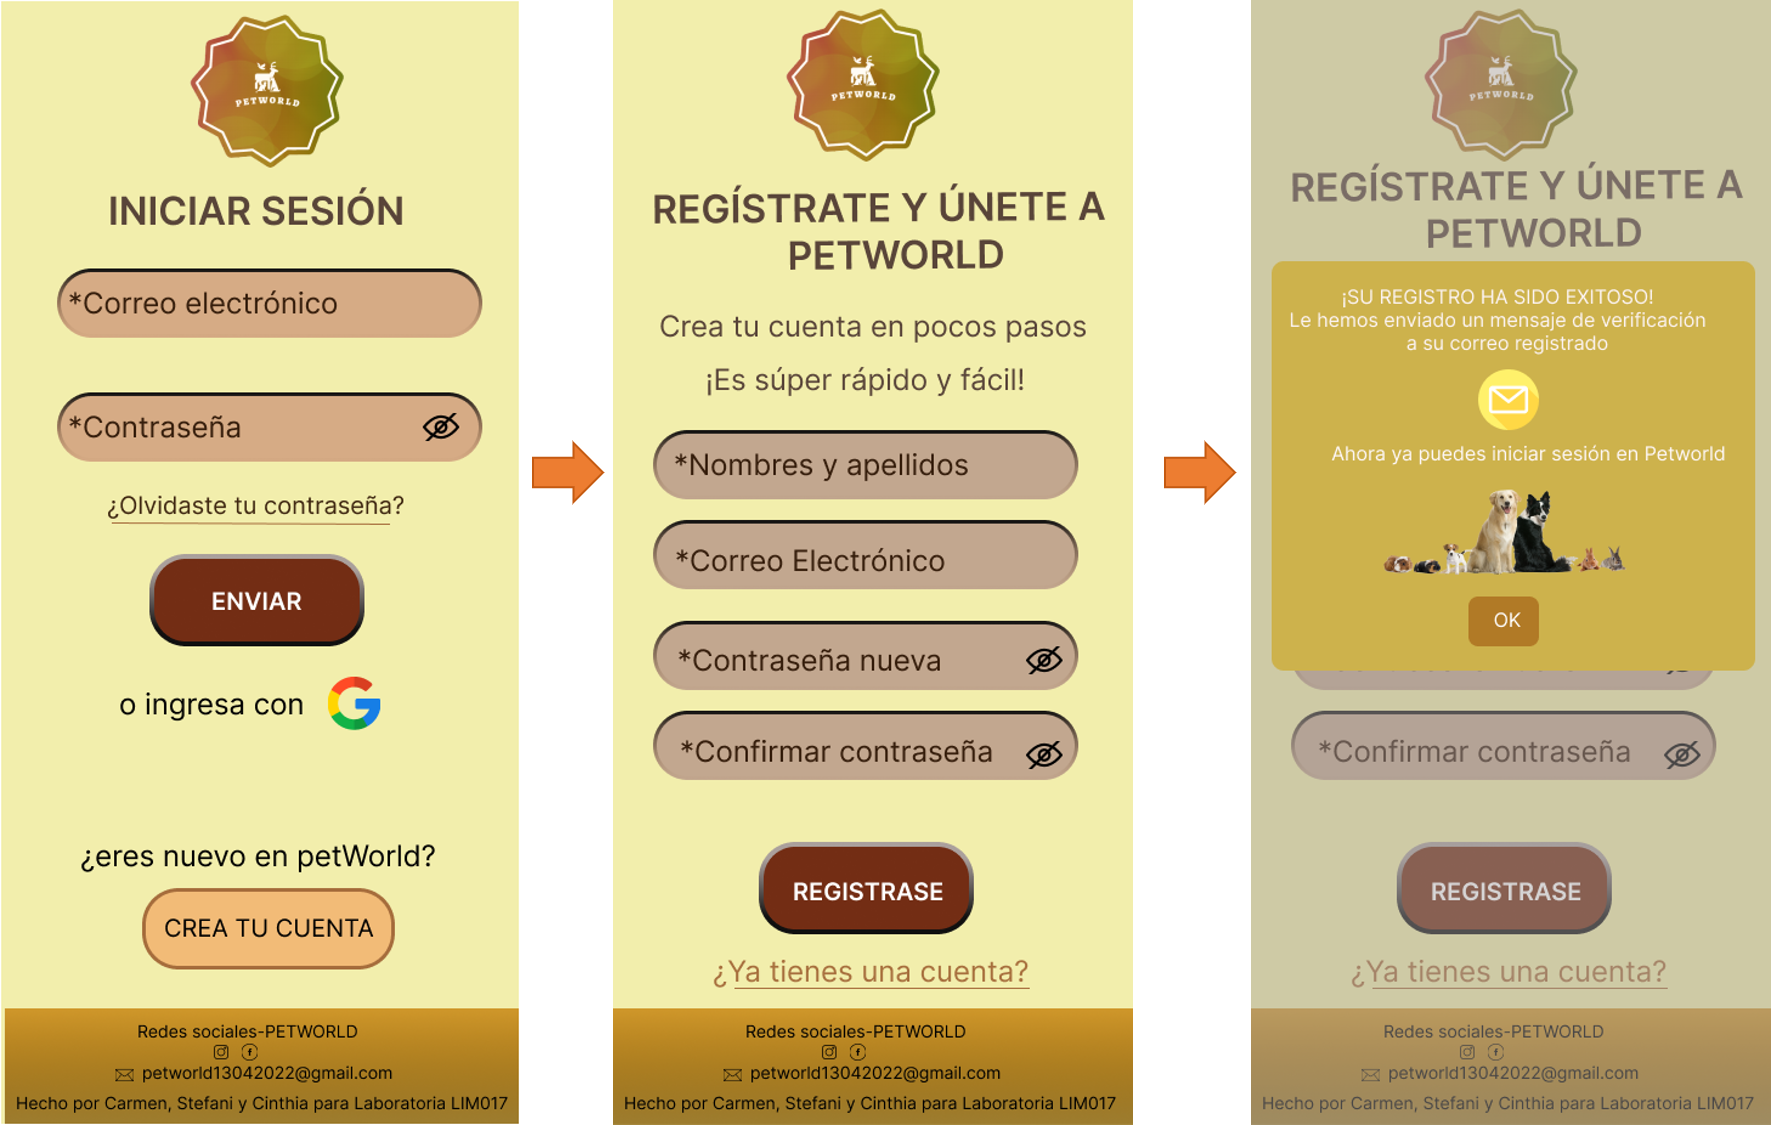 PETWORLD
INICIAR SESIÓN
*Correo electrónico
*Contraseña
¿Olvidaste tu contraseña?
ENVIAR
o ingresa con
¿eres nuevo en petWorld?
CREA TU CUENTA
Redes sociales-PETWORLD
petworld13042022@gmail.com
Hecho por Carmen, Stefani y Cinthia para Laboratoria LIM017
PETWORLD
REGÍSTRATE Y ÚNETE A
PETWORLD
Crea tu cuenta en pocos pasos
¡Es súper rápido y fácil!
*Nombres y apellidos
*Correo Electrónico
*Contraseña nueva
*Confirmar contraseña
REGISTRASE
¿Ya tienes una cuenta?
Redes sociales-PETWORLD
petworld13042022@gmail.com
Hecho por Carmen, Stefani y Cinthia para Laboratoria LIM017
PETWORLD
REGÍSTRATE Y ÚNETE A
PETWORLD
¡SU REGISTRO HA SIDO EXITOSO!
Le hemos enviado un mensaje de verificación
a su correo registrado
Ahora ya puedes iniciar sesión en Petworld
OK
*Confirmar contraseña
REGISTRASE
¿Ya tienes una cuenta?
Redes sociales-PETWORLD
petworld13042022@gmail.com
Hecho por Carmen, Stefani y Cinthia para Laboratoria LIM017